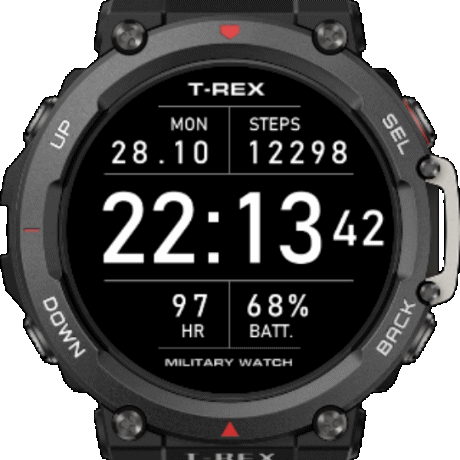 T-REX
UP
SEL
MON
STEPS
28.10
12298
22:13 42
97
68%
HR
BATT.
DOWN
BACK
MILITARY WATCH
T-REX